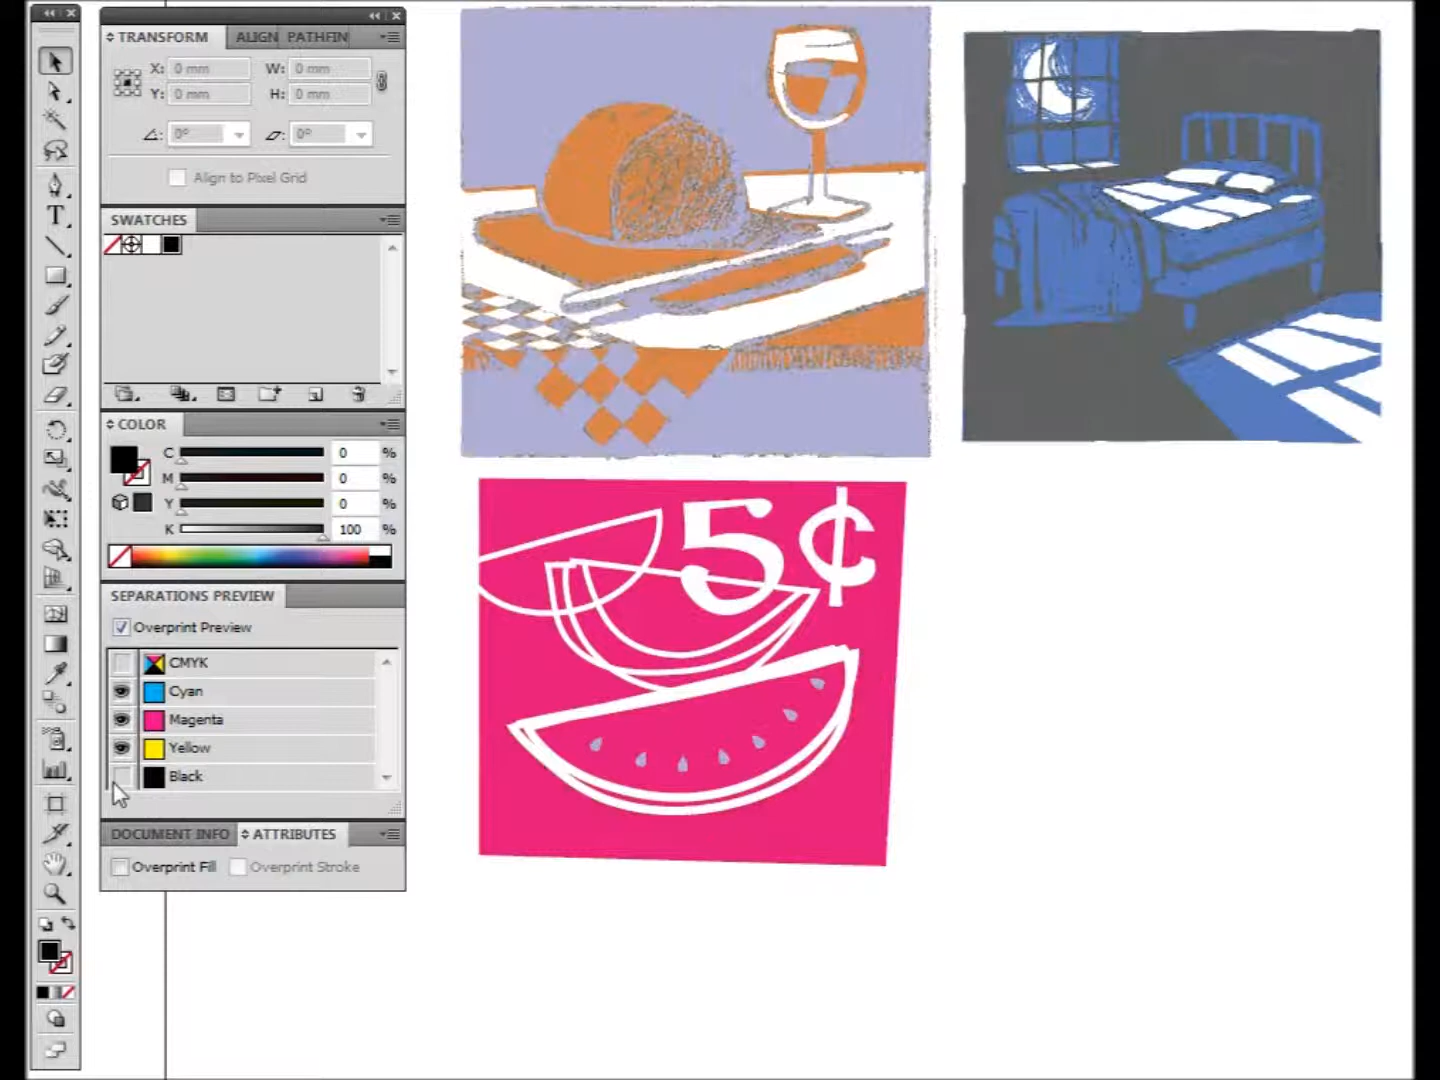 TRANSFORM ALIGN PATHFIN
X: 0 mm W: 0 mm
Y: 0 mm H: 0 mm
0° 0°
Align to Pixel Grid
SWATCHES
COLOR
C 0 %
M 0 %
Y 0 %
K 100 %
SEPARATIONS PREVIEW
Overprint Preview
CMYK
Cyan
Magenta
Yellow
Black
DOCUMENT INFO ATTRIBUTES
Overprint Fill Overprint Stroke
T
5¢